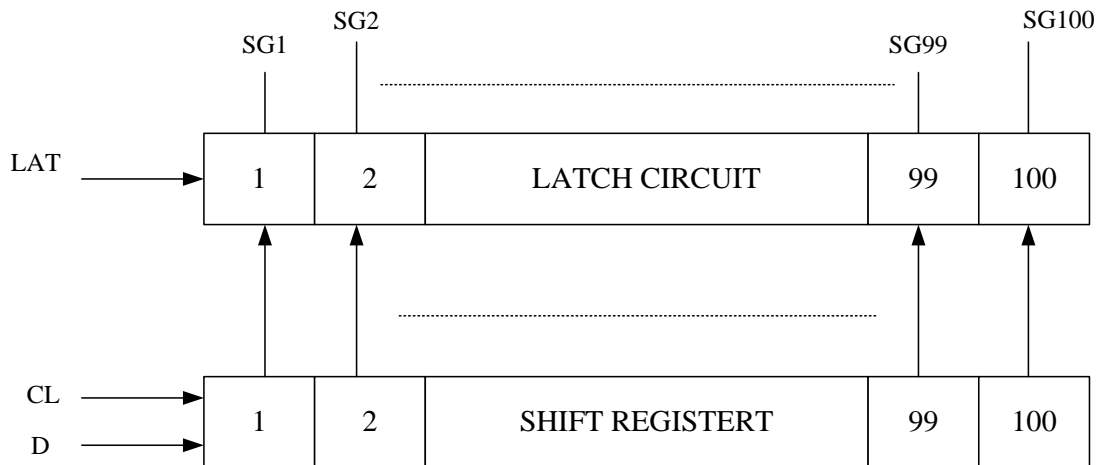 SG1
SG2
SG99
SG100
LAT
1
2
LATCH CIRCUIT
99
100
CL
D
1
2
SHIFT REGISTERT
99
100